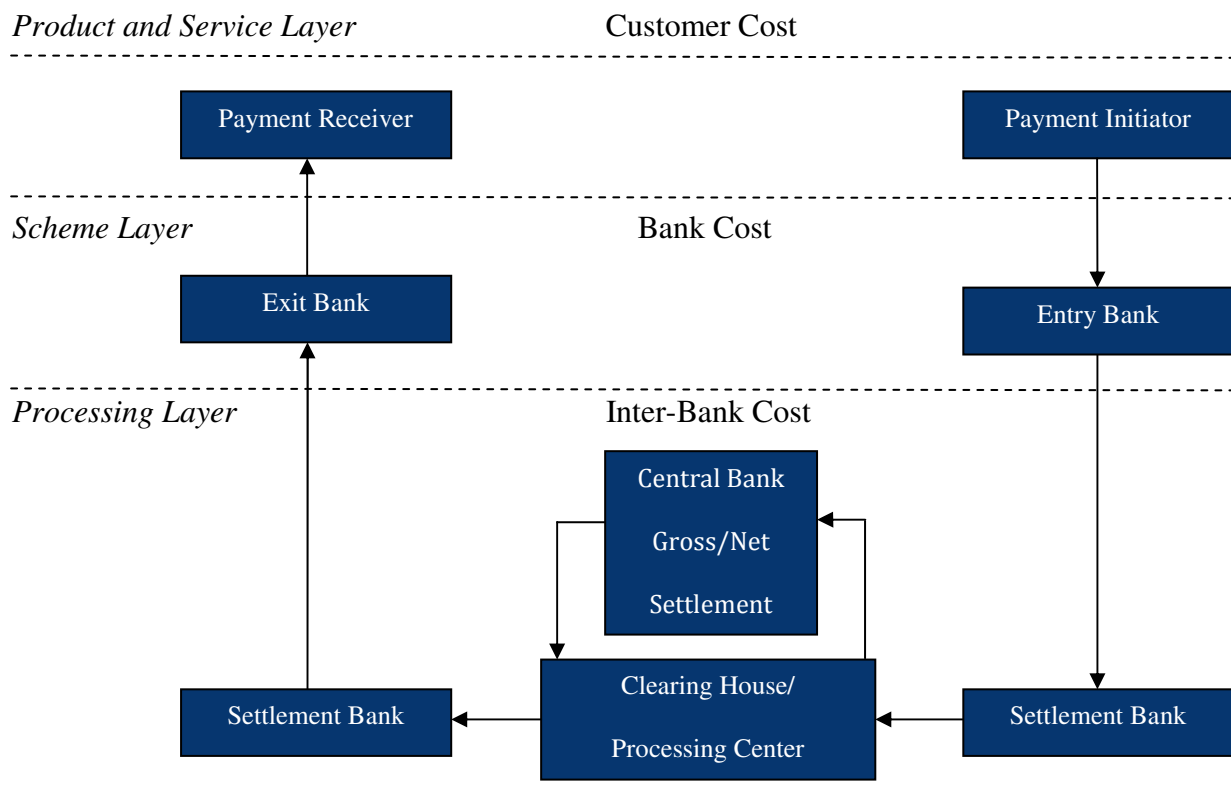 Product and Service Layer
Customer Cost
Payment Receiver
Payment Initiator
Scheme Layer
Bank Cost
Exit Bank
Entry Bank
Processing Layer
Inter-Bank Cost
Central Bank
Gross/Net
Settlement
Settlement Bank
Clearing House/
Processing Center
Settlement Bank